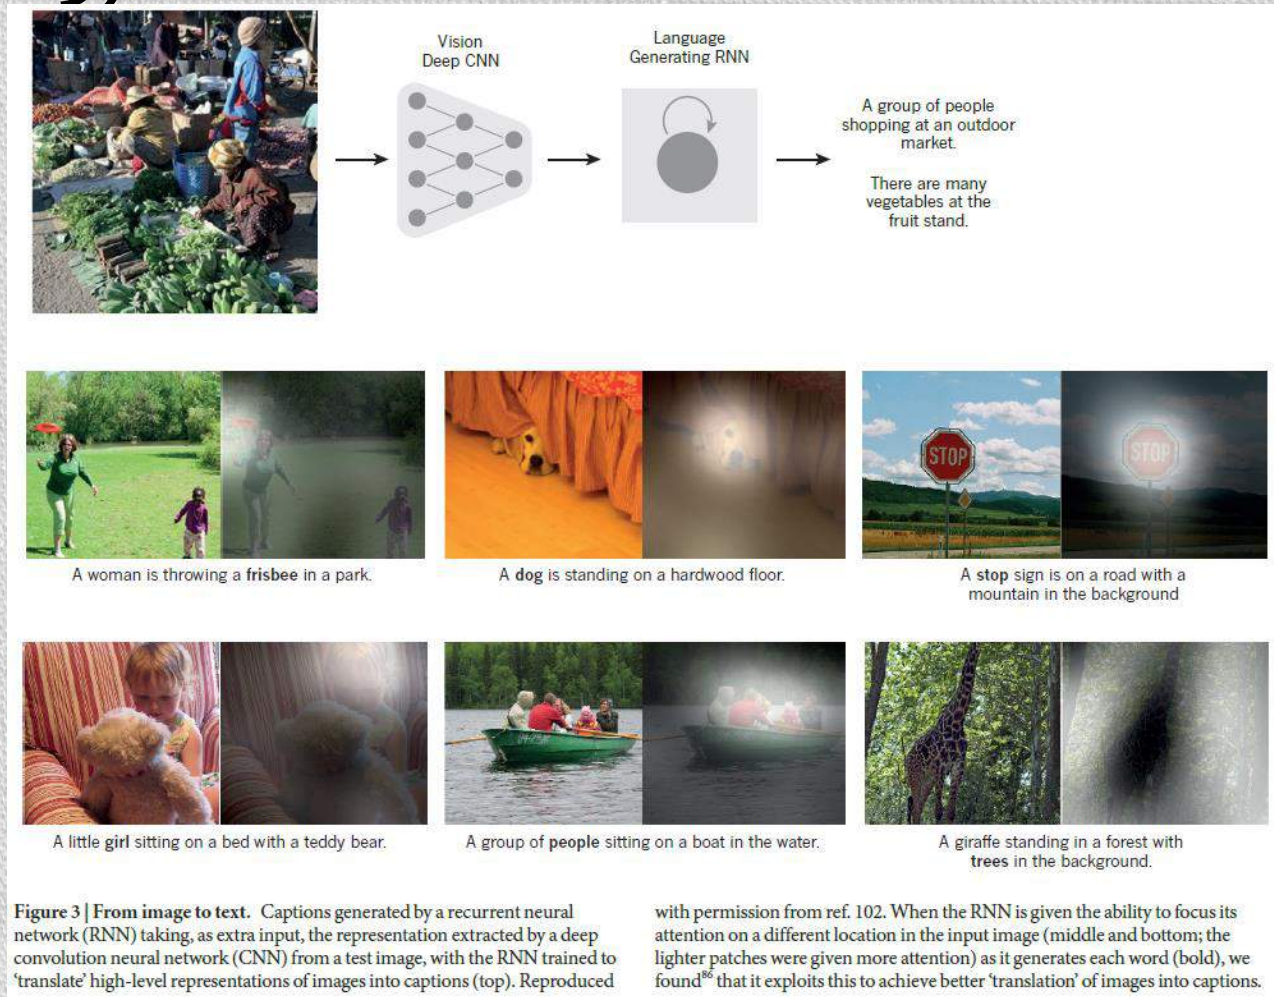 Vision
Deep CNN
Language
Generating RNN
A group of people
shopping at an outdoor
market.
There are many
vegetables at the
fruit stand.
STOP
STOP
A woman is throwing a frisbee in a park.
A dog is standing on a hardwood floor.
A stop sign is on a road with a
mountain in the background
A little girl sitting on a bed with a teddy bear.
A group of people sitting on a boat in the water.
A giraffe standing in a forest with
trees in the background.
Figure 3 | From image to text. Captions generated by a recurrent neural
network (RNN) taking, as extra input, the representation extracted by a deep
convolution neural network (CNN) from a test image, with the RNN trained to
‘translate’ high-level representations of images into captions (top). Reproduced
with permission from ref. 102. When the RNN is given the ability to focus its
attention on a different location in the input image (middle and bottom; the
lighter patches were given more attention) as it generates each word (bold), we
found86 that it exploits this to achieve better ‘translation’ of images into captions.